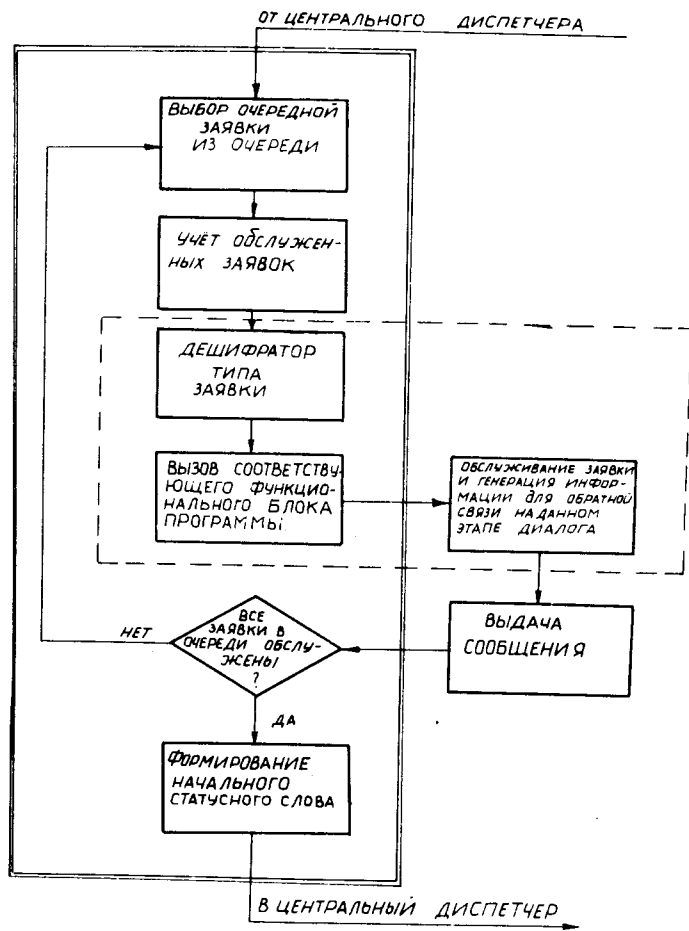 ОТ ЦЕНТРАЛЬНОГО ДИСПЕТЧЕРА
ВЫБОР ОЧЕРЕДНОЙ
ЗАЯВКИ
ИЗ ОЧЕРЕДИ
УЧЁТ ОБСЛУЖЕН-
НЫХ ЗАЯВОК
ДЕШИФРАТОР
ТИПА
ЗАЯВКИ
ВЫЗОВ СООТВЕТСТВУ-
ЮЩЕГО ФУНКЦИО-
НАЛЬНОГО БЛОКА
ПРОГРАММЫ
ОБСЛУЖИВАНИЕ ЗАЯВКИ
И ГЕНЕРАЦИЯ ИНФОР-
МАЦИИ ДЛЯ ОБРАТНОЙ
СВЯЗИ НА ДАННОМ
ЭТАПЕ ДИАЛОГА
ВЫДАЧА
СООБЩЕНИЯ
ВСЕ
ЗАЯВКИ В
ОЧЕРЕДИ ОБСЛУ-
ЖЕНЫ
?
НЕТ
ДА
ФОРМИРОВАНИЕ
НАЧАЛЬНОГО
СТАТУСНОГО СЛОВА
В ЦЕНТРАЛЬНЫЙ ДИСПЕТЧЕР